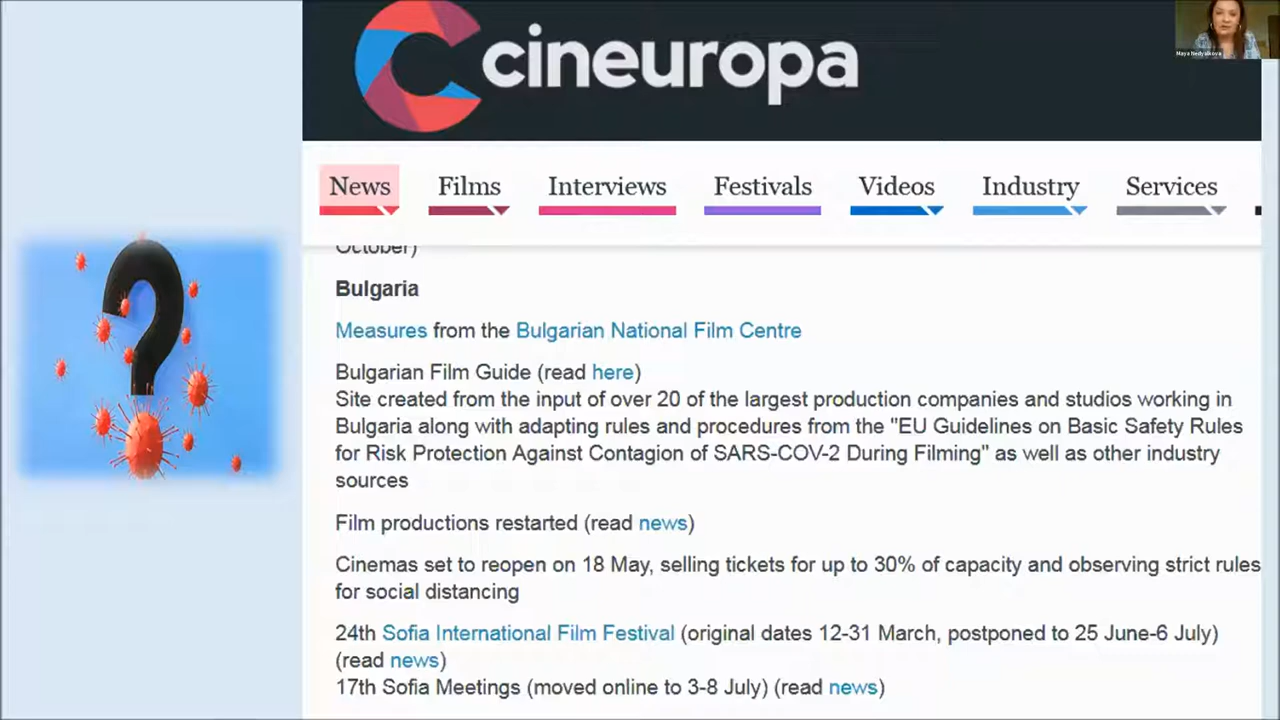 cineuropa
Maya Nedyalkova
News Films Interviews Festivals Videos Industry Services
October)
Bulgaria
Measures from the Bulgarian National Film Centre
Bulgarian Film Guide (read here)
Site created from the input of over 20 of the largest production companies and studios working in
Bulgaria along with adapting rules and procedures from the "EU Guidelines on Basic Safety Rules
for Risk Protection Against Contagion of SARS-COV-2 During Filming" as well as other industry
sources
Film productions restarted (read news)
Cinemas set to reopen on 18 May, selling tickets for up to 30% of capacity and observing strict rules
for social distancing
24th Sofia International Film Festival (original dates 12-31 March, postponed to 25 June-6 July)
(read news)
17th Sofia Meetings (moved online to 3-8 July) (read news)